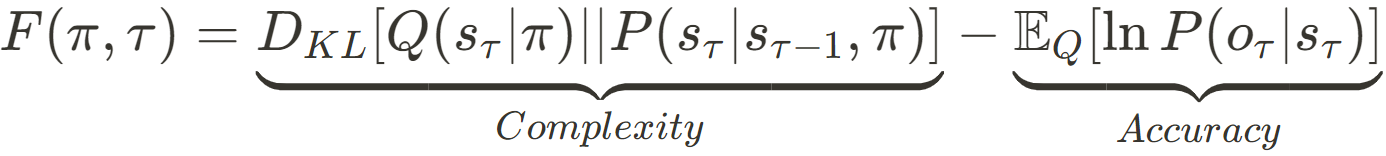 F(π, τ) = D_{KL}[Q(s_τ|π)||P(s_τ|s_{τ−1}, π)] − 𝔼_Q[ln P(o_τ|s_τ)]
Complexity Accuracy